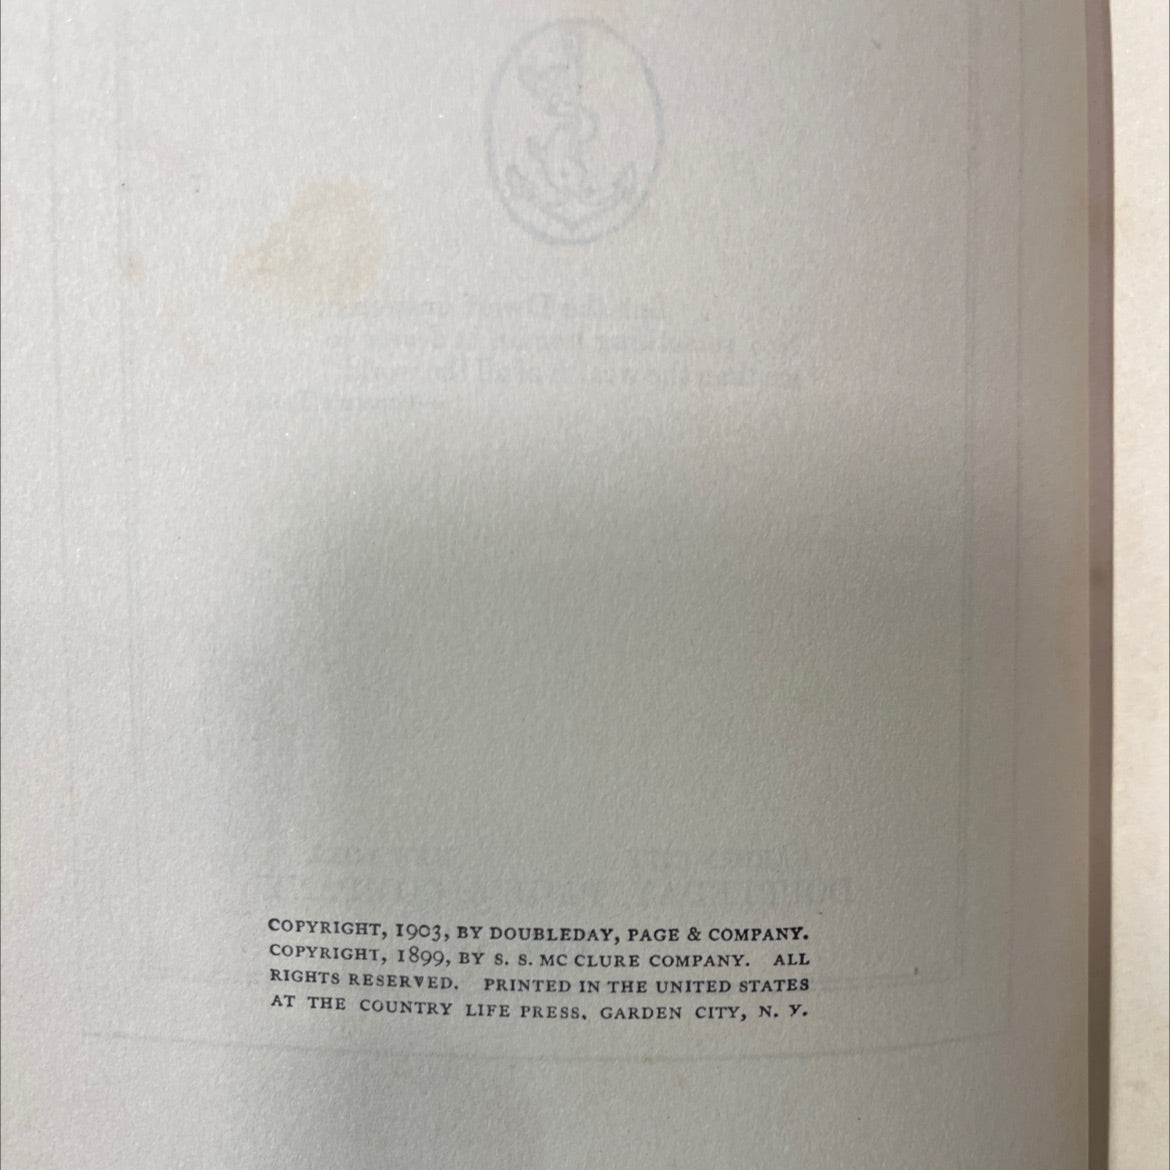 COPYRIGHT, 1903, BY DOUBLEDAY, PAGE & COMPANY.
COPYRIGHT, 1899, BY S. S. MC CLURE COMPANY. ALL
RIGHTS RESERVED. PRINTED IN THE UNITED STATES
AT THE COUNTRY LIFE PRESS, GARDEN CITY, N. Y.